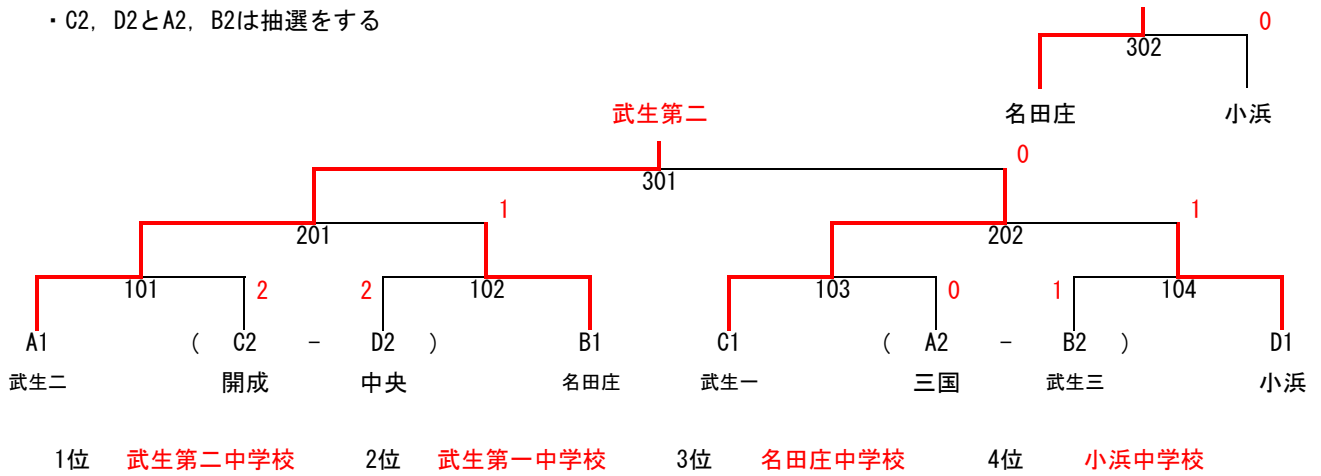 ・C2, D2とA2, B2は抽選をする
0
302
名田庄 小浜
武生第二
0
301
1 1
201 202
101 2 2 102 103 0 1 104
A1 ( C2 － D2 ) B1 C1 ( A2 － B2 ) D1
武生二 開成 中央 名田庄 武生一 三国 武生三 小浜
1位 武生第二中学校 2位 武生第一中学校 3位 名田庄中学校 4位 小浜中学校